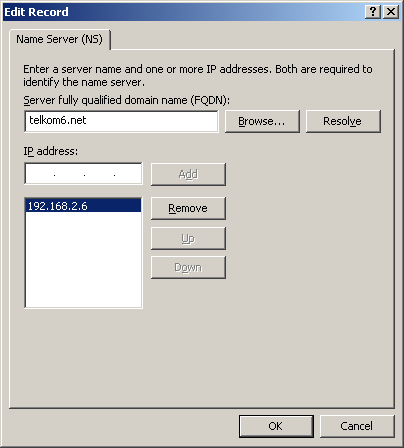 Edit Record
Name Server (NS)
Enter a server name and one or more IP addresses. Both are required to
identify the name server.
Server fully qualified domain name (FQDN):
telkom6.net
Browse...
Resolve
IP address:
. . .
Add
192.168.2.6
Remove
Up
Down
OK
Cancel